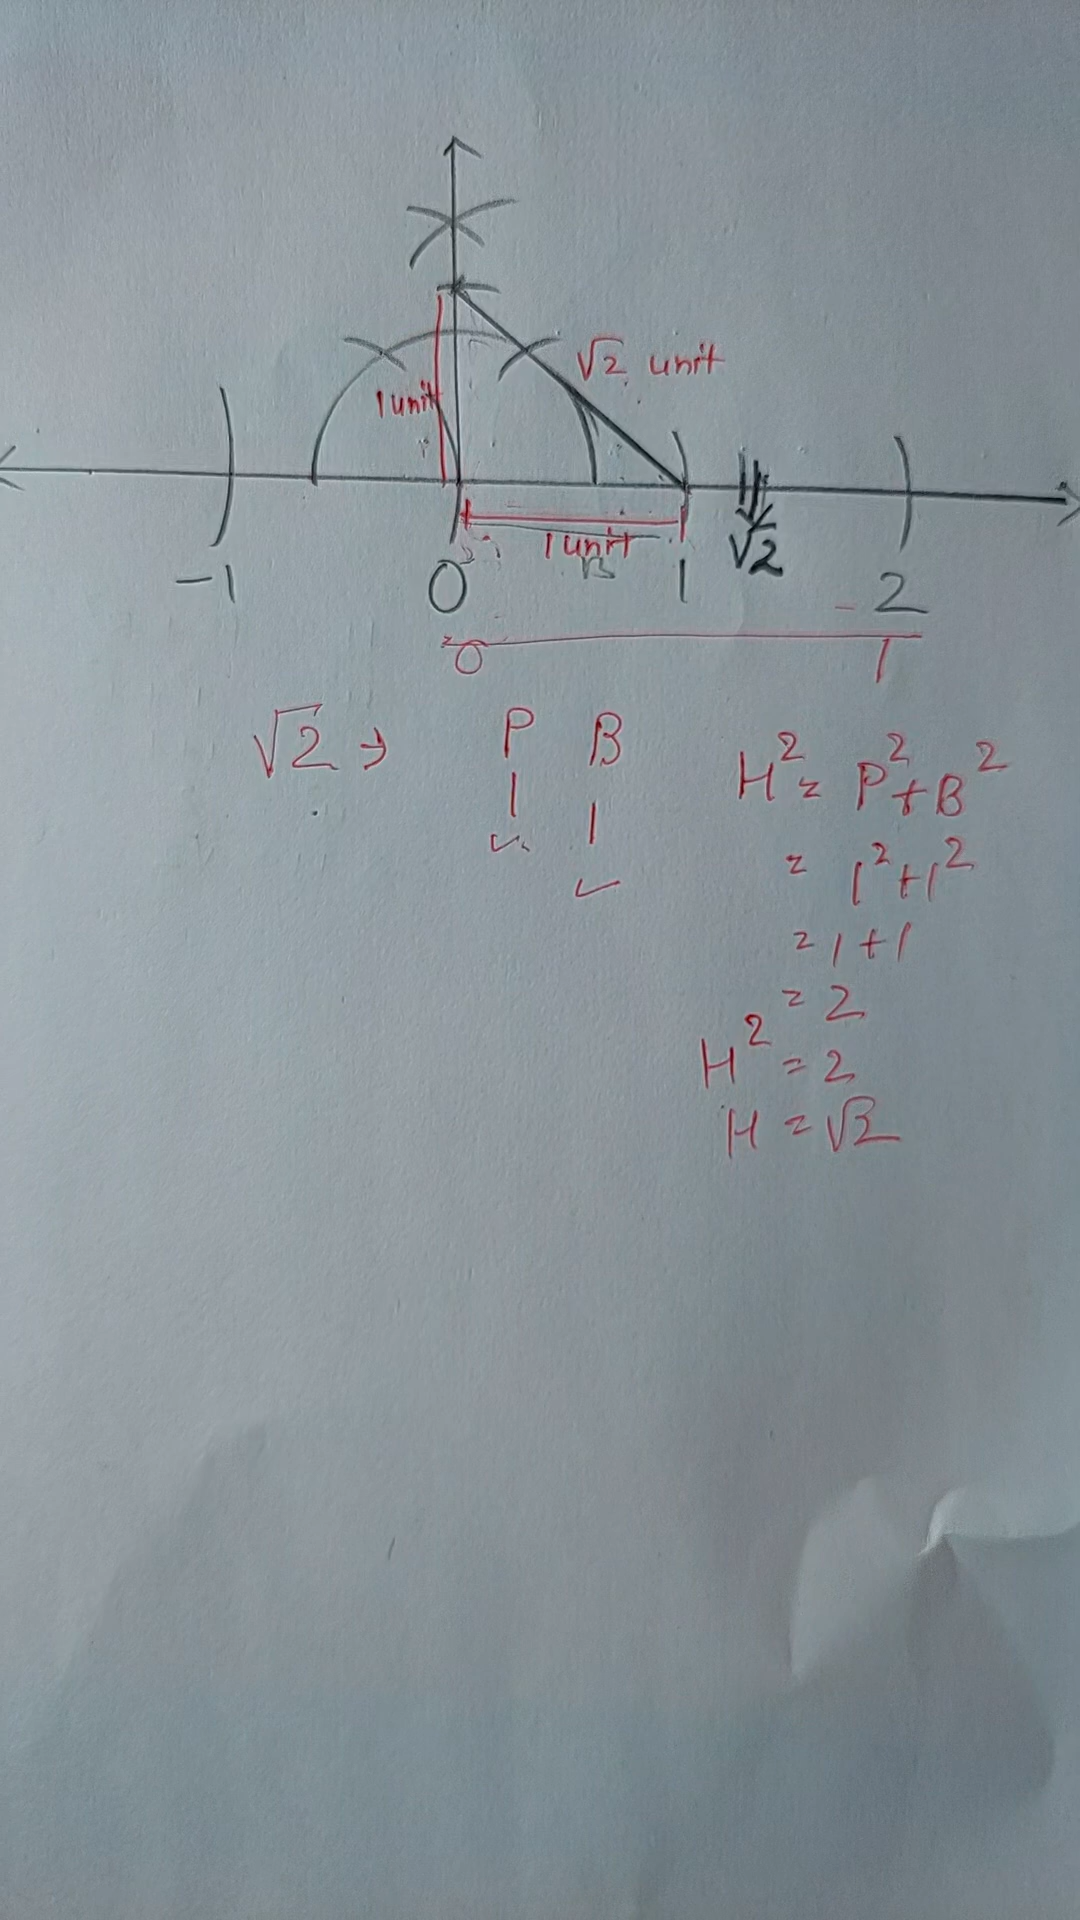 √2 unit
1 unit
1 unit
√2
-1 0 1 2
0 1
√2 → P B
1 1
H² = P² + B²
= 1² + 1²
= 1 + 1
= 2
H² = 2
H = √2